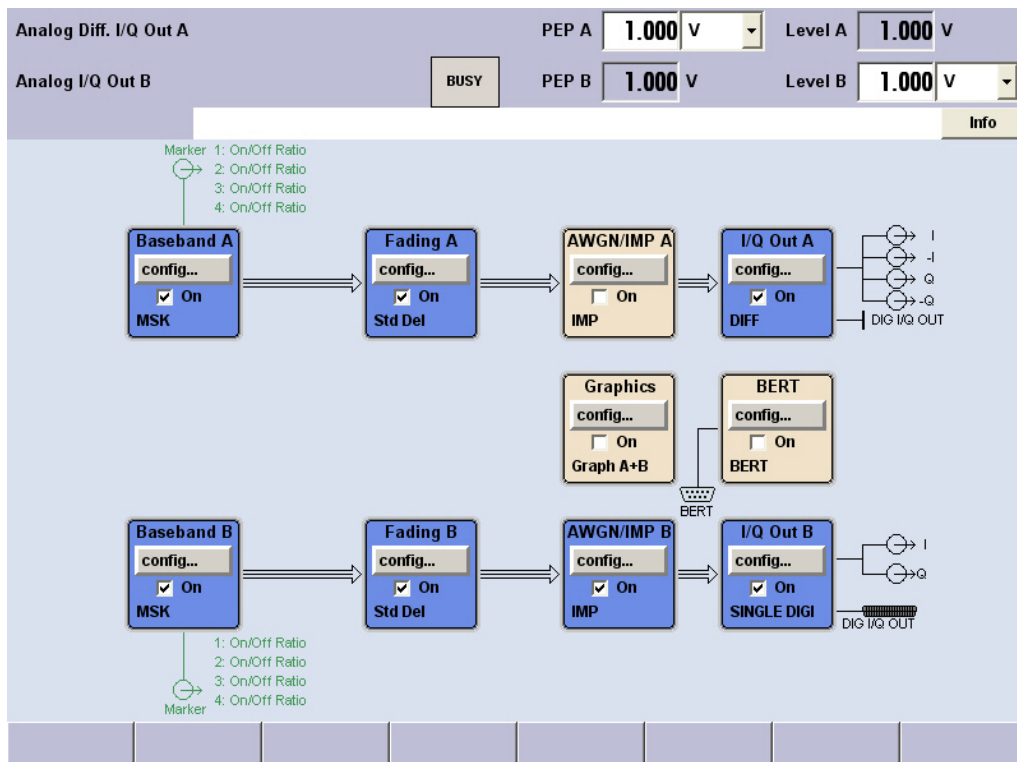 Analog Diff. I/Q Out A PEP A 1.000 V Level A 1.000 V
Analog I/Q Out B BUSY PEP B 1.000 V Level B 1.000 V
Info
Marker 1: On/Off Ratio
2: On/Off Ratio
3: On/Off Ratio
4: On/Off Ratio
Baseband A
config...
On
MSK
Fading A
config...
On
Std Del
AWGN/IMP A
config...
On
IMP
I/Q Out A
config...
On
DIFF
I
-I
Q
-Q
DIG I/Q OUT
Graphics
config...
On
Graph A+B
BERT
config...
On
BERT
BERT
Baseband B
config...
On
MSK
Fading B
config...
On
Std Del
AWGN/IMP B
config...
On
IMP
I/Q Out B
config...
On
SINGLE DIGI
I
Q
DIG I/Q OUT
1: On/Off Ratio
2: On/Off Ratio
3: On/Off Ratio
Marker 4: On/Off Ratio